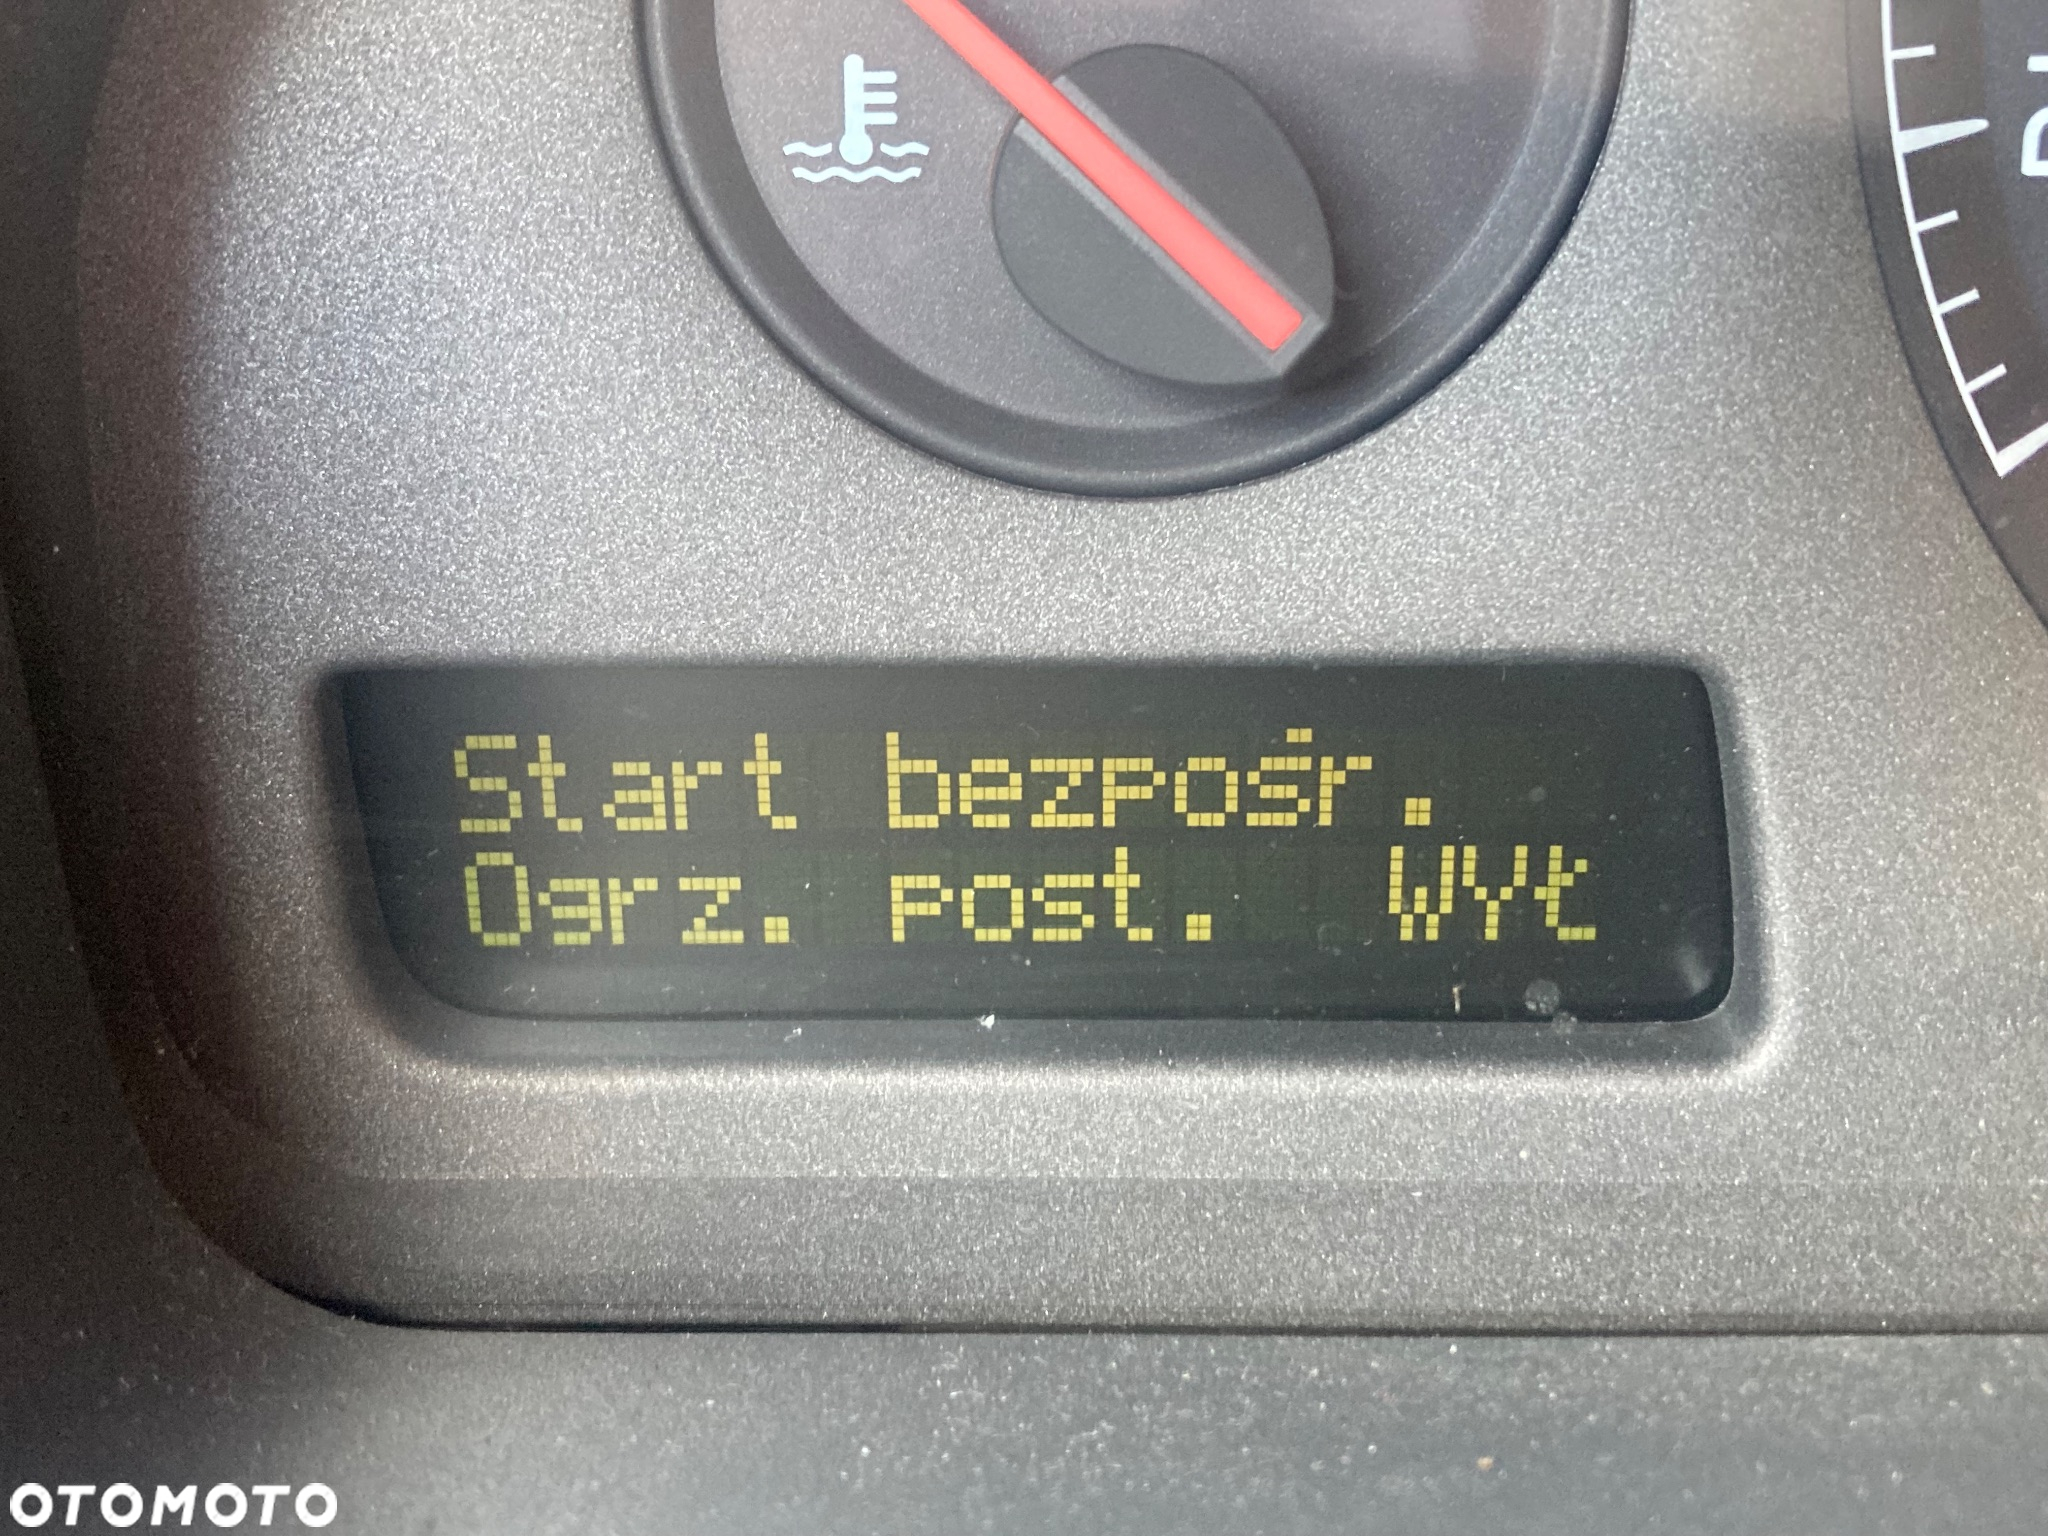 Start bezpośr.
Ogrz. post. Wył
OTOMOTO